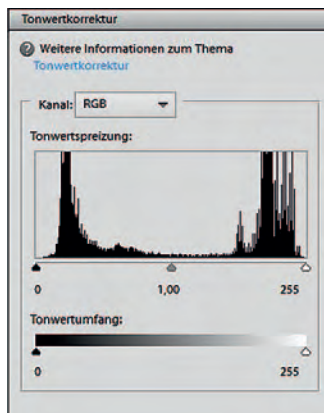 Tonwertkorrektur
Weitere Informationen zum Thema
Tonwertkorrektur
Kanal: RGB
Tonwertspreizung:
0 1,00 255
Tonwertumfang:
0 255